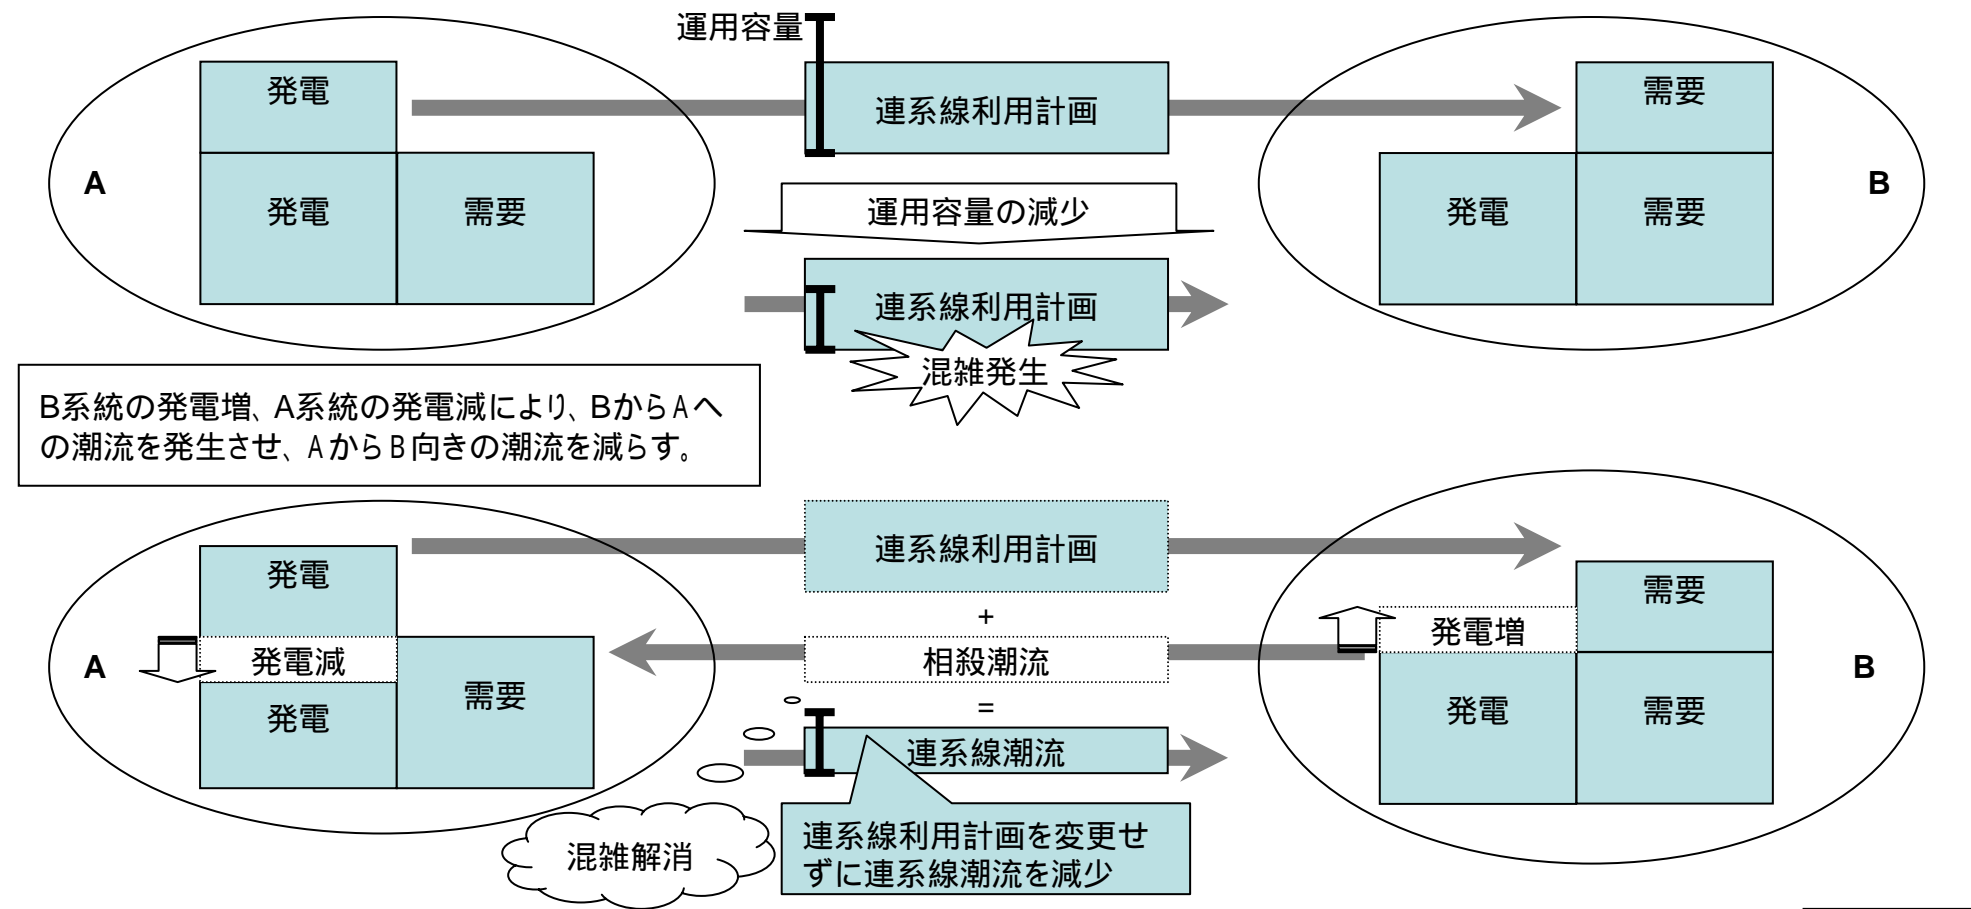 運用容量
発電
連系線利用計画
需要
A
発電
需要
運用容量の減少
発電
需要
B
連系線利用計画
混雑発生
B系統の発電増、A系統の発電減により、BからAへ
の潮流を発生させ、AからB向きの潮流を減らす。
発電
連系線利用計画
需要
+
A
発電減
相殺潮流
発電増
B
発電
需要
=
発電
需要
連系線潮流
混雑解消
連系線利用計画を変更せ
ずに連系線潮流を減少